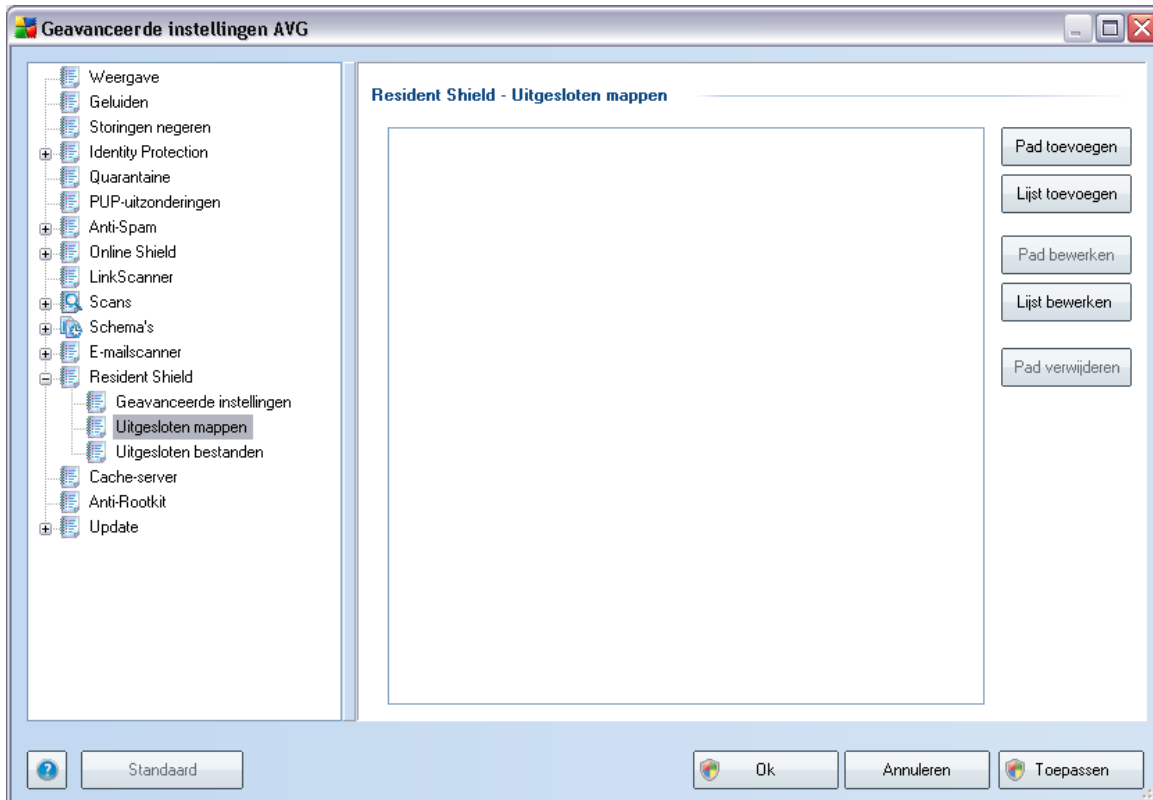 Geavanceerde instellingen AVG
Weergave
Geluiden
Storingen negeren
Identity Protection
Quarantaine
PUP-uitzonderingen
Anti-Spam
Online Shield
LinkScanner
Scans
Schema's
E-mailscanner
Resident Shield
Geavanceerde instellingen
Uitgesloten mappen
Uitgesloten bestanden
Cache-server
Anti-Rootkit
Update
Resident Shield - Uitgesloten mappen
Pad toevoegen
Lijst toevoegen
Pad bewerken
Lijst bewerken
Pad verwijderen
Standaard
Ok
Annuleren
Toepassen